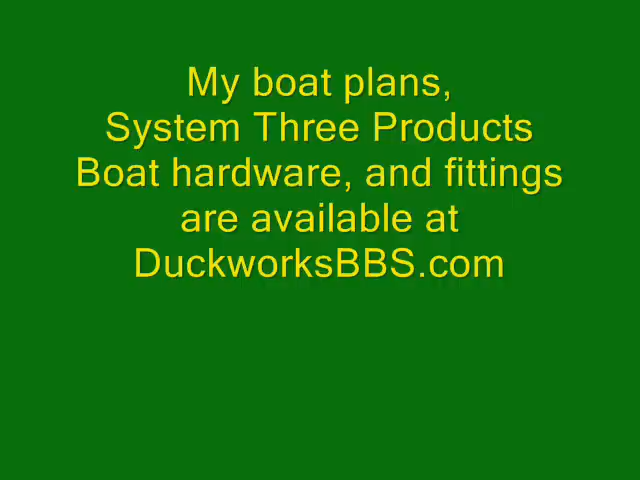 My boat plans,
System Three Products
Boat hardware, and fittings
are available at
DuckworksBBS.com